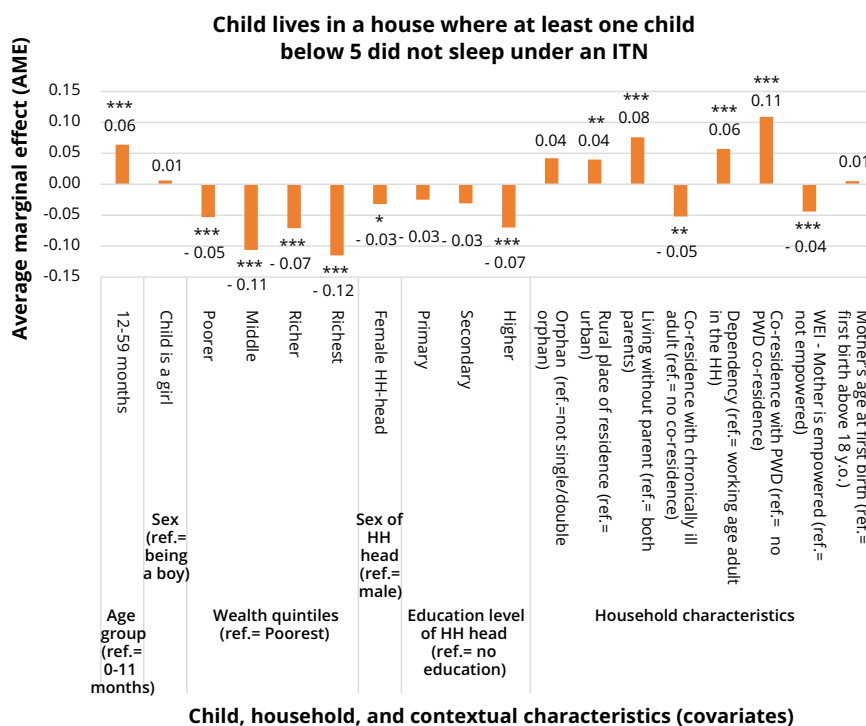 Child lives in a house where at least one child
below 5 did not sleep under an ITN
Average marginal effect (AME)
0.15
0.10
0.05
0.00
-0.05
-0.10
-0.15
***
0.06
0.01
***
- 0.05
***
- 0.11
***
- 0.07
***
- 0.12
*
- 0.03
- 0.03
- 0.03
***
- 0.07
0.04
**
0.04
***
0.08
**
- 0.05
***
0.06
***
0.11
***
- 0.04
0.01
12-59 months
Child is a girl
Poorer
Middle
Richer
Richest
Female HH-head
Primary
Secondary
Higher
Orphan (ref.=not single/double
orphan)
Rural place of residence (ref.=
urban)
Living without parent (ref.= both
parents)
Co-residence with chronically ill
adult (ref.= no co-residence)
Dependency (ref.= working age adult
in the HH)
Co-residence with PWD (ref.= no
PWD co-residence)
WEI - Mother is empowered (ref.=
not empowered)
Mother's age at first birth (ref.=
first birth above 18 y.o.)
Age
group
(ref.=
0-11
months)
Sex
(ref.=
being
a boy)
Wealth quintiles
(ref.= Poorest)
Sex of
HH
head
(ref.=
male)
Education level
of HH head
(ref.= no
education)
Household characteristics
Child, household, and contextual characteristics (covariates)